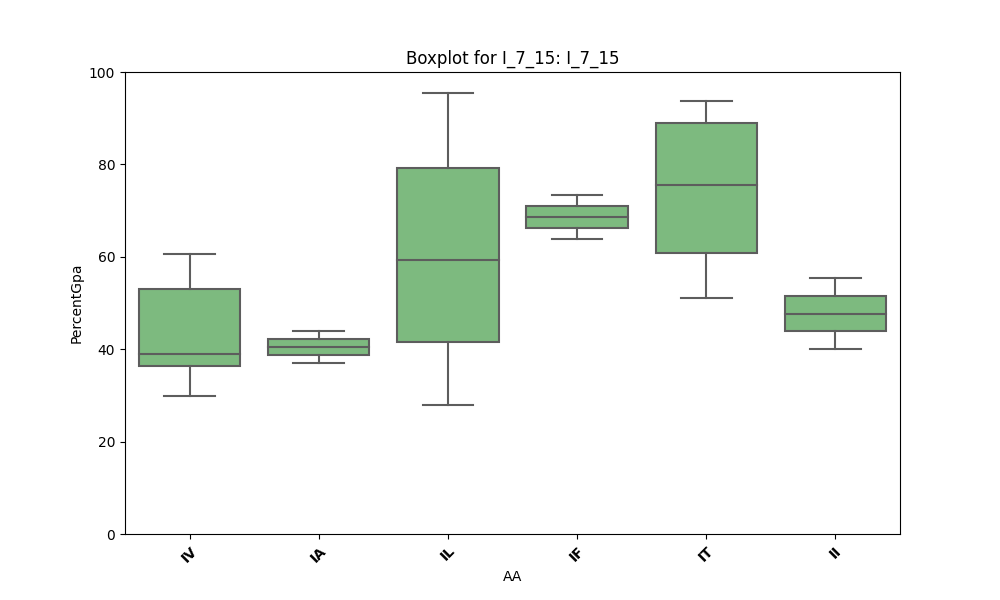 Boxplot for I_7_15: I_7_15
100
80
60
40
20
0
PercentGpa
IV
IA
IL
IF
IT
II
AA